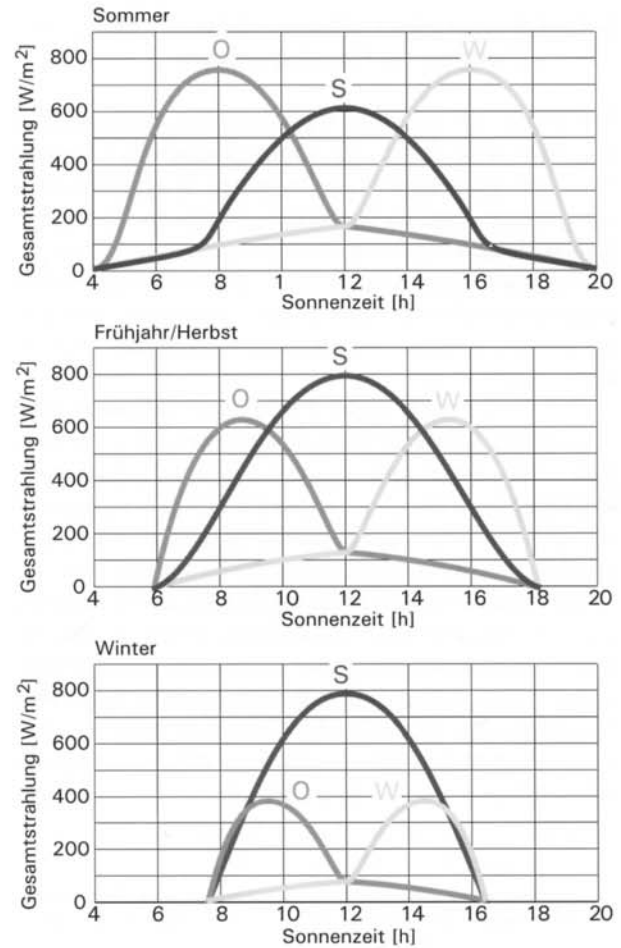 Sommer
Gesamtstrahlung [W/m²]
800
600
400
200
0
O
S
W
4 6 8 1 12 14 16 18 20
Sonnenzeit [h]
Frühjahr/Herbst
Gesamtstrahlung [W/m²]
800
600
400
200
0
O
S
W
4 6 8 10 12 14 16 18 20
Sonnenzeit [h]
Winter
Gesamtstrahlung [W/m²]
800
600
400
200
0
S
O
W
4 6 8 10 12 14 16 18 20
Sonnenzeit [h]